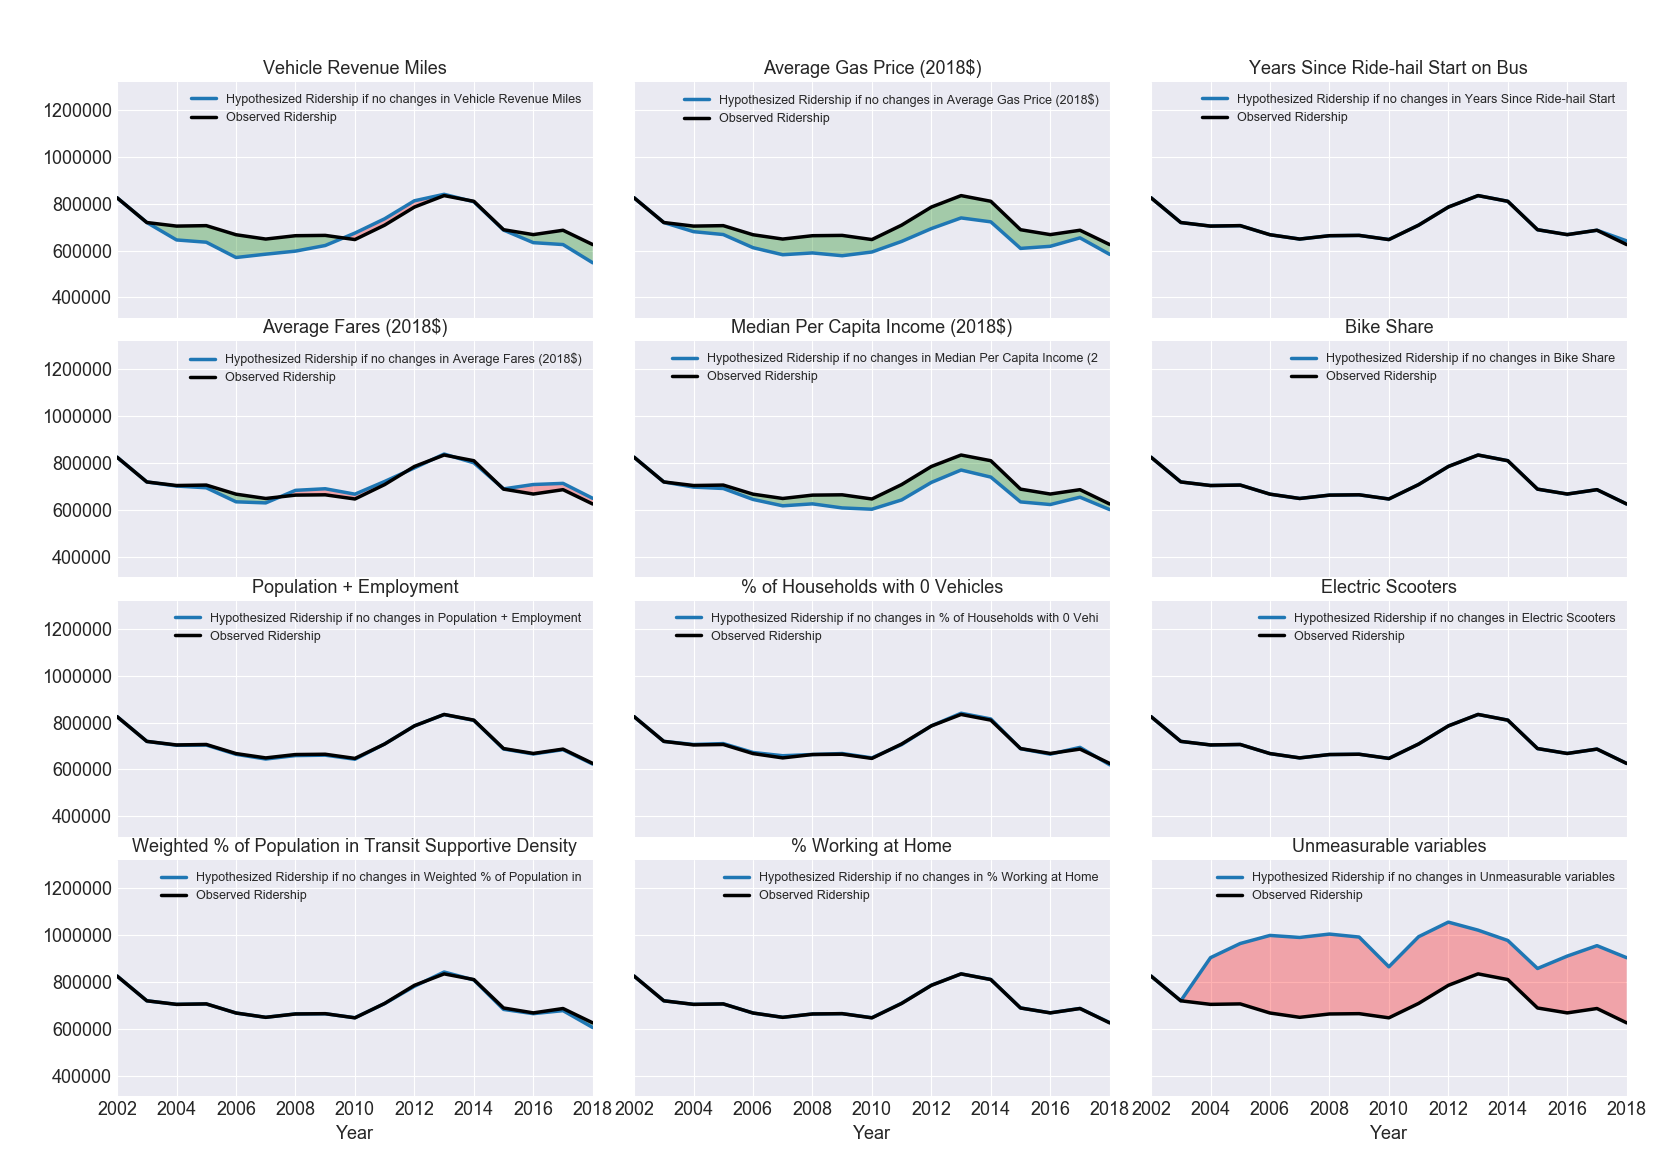 Vehicle Revenue Miles
Hypothesized Ridership if no changes in Vehicle Revenue Miles
Observed Ridership
1200000
1000000
800000
600000
400000
Average Gas Price (2018$)
Hypothesized Ridership if no changes in Average Gas Price (2018$)
Observed Ridership
Years Since Ride-hail Start on Bus
Hypothesized Ridership if no changes in Years Since Ride-hail Start
Observed Ridership
Average Fares (2018$)
Hypothesized Ridership if no changes in Average Fares (2018$)
Observed Ridership
1200000
1000000
800000
600000
400000
Median Per Capita Income (2018$)
Hypothesized Ridership if no changes in Median Per Capita Income (2
Observed Ridership
Bike Share
Hypothesized Ridership if no changes in Bike Share
Observed Ridership
Population + Employment
Hypothesized Ridership if no changes in Population + Employment
Observed Ridership
1200000
1000000
800000
600000
400000
% of Households with 0 Vehicles
Hypothesized Ridership if no changes in % of Households with 0 Vehi
Observed Ridership
Electric Scooters
Hypothesized Ridership if no changes in Electric Scooters
Observed Ridership
Weighted % of Population in Transit Supportive Density
Hypothesized Ridership if no changes in Weighted % of Population in
Observed Ridership
1200000
1000000
800000
600000
400000
2002 2004 2006 2008 2010 2012 2014 2016 2018
Year
% Working at Home
Hypothesized Ridership if no changes in % Working at Home
Observed Ridership
2002 2004 2006 2008 2010 2012 2014 2016 2018
Year
Unmeasurable variables
Hypothesized Ridership if no changes in Unmeasurable variables
Observed Ridership
2002 2004 2006 2008 2010 2012 2014 2016 2018
Year